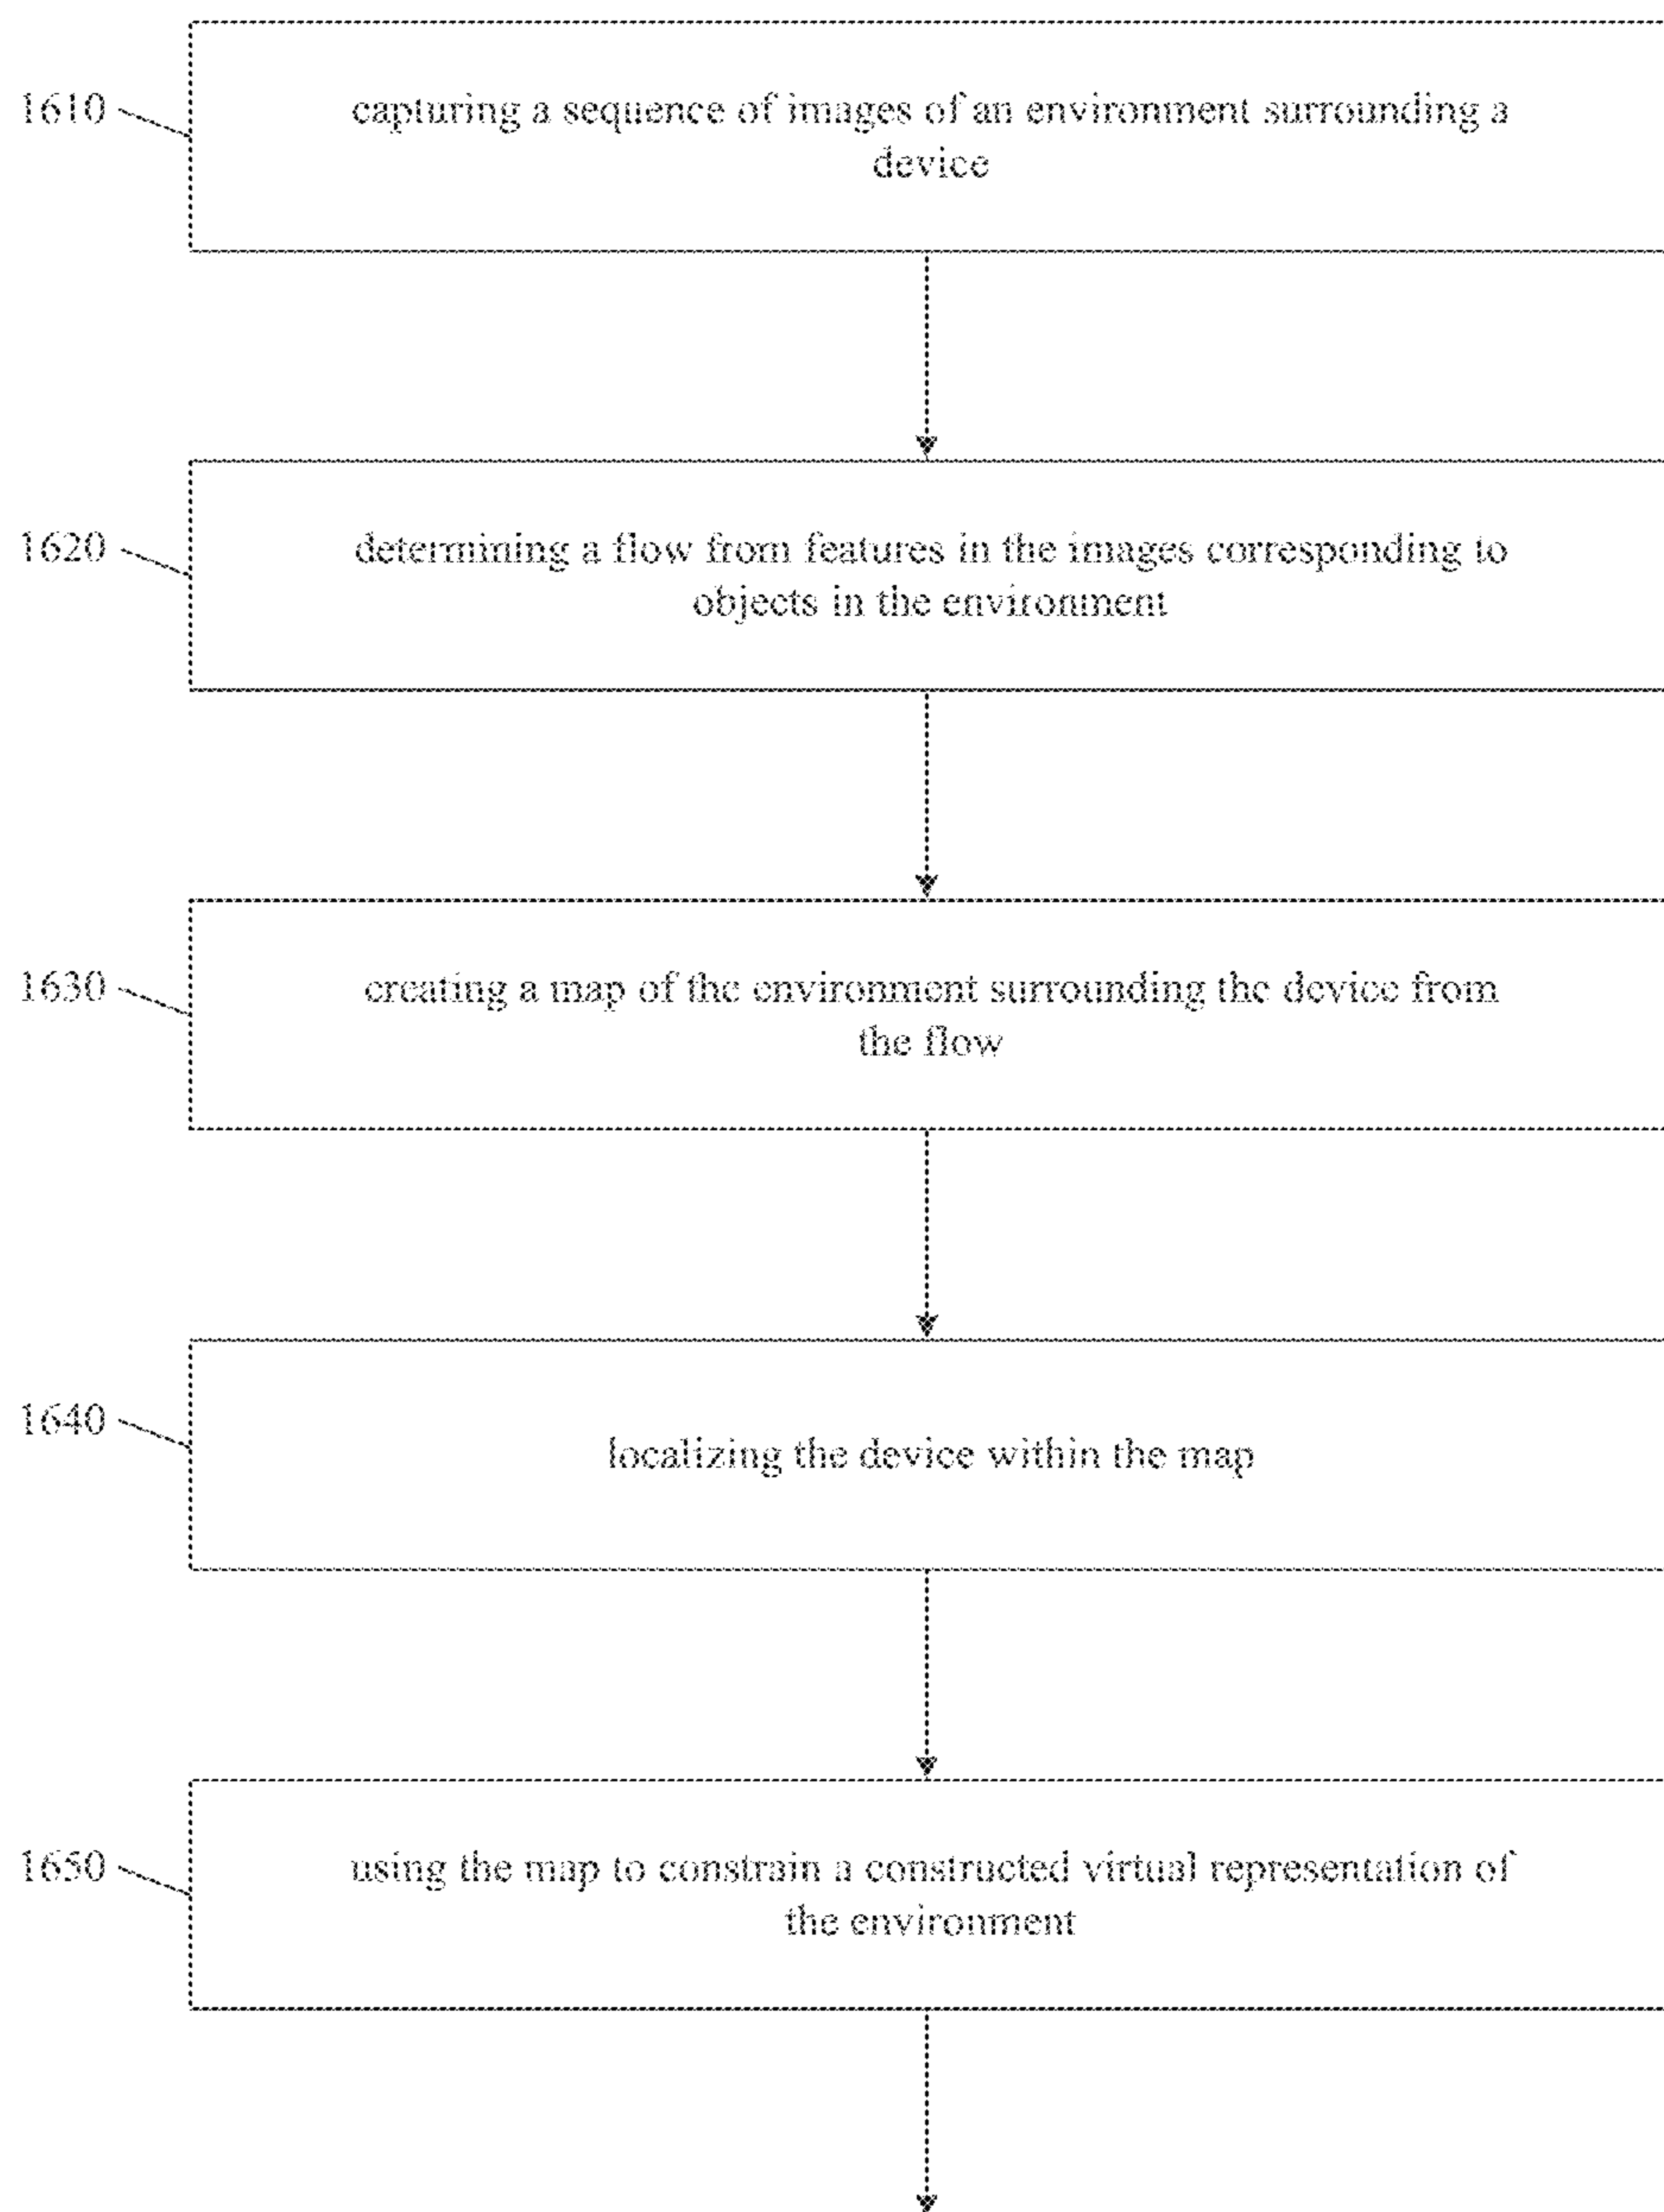 1610
capturing a sequence of images of an environment surrounding a
device
1620
determining a flow from features in the images corresponding to
objects in the environment
1630
creating a map of the environment surrounding the device from
the flow
1640
localizing the device within the map
1650
using the map to constrain a constructed virtual representation of
the environment